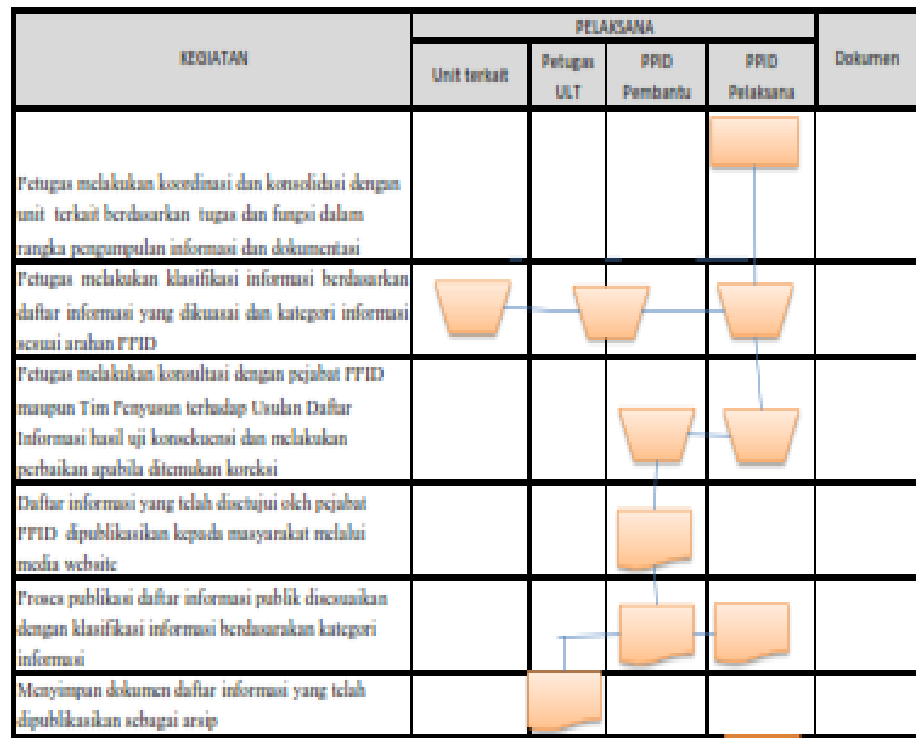 KEGIATAN
PELAKSANA
Dokumen
Unit terkait
Petugas
ULT
PPID
Pembantu
PPID
Pelaksana
Petugas melakukan koordinasi dan konsolidasi dengan
unit terkait berdasarkan tugas dan fungsi dalam
rangka pengumpulan informasi dan dokumentasi
Petugas melakukan klasifikasi informasi berdasarkan
daftar informasi yang dikuasai dan kategori informasi
sesuai arahan PPID
Petugas melakukan konsultasi dengan pejabat PPID
maupun Tim Penyusun terhadap Usulan Daftar
Informasi hasil uji konsekuensi dan melakukan
perbaikan apabila ditemukan koreksi
Daftar informasi yang telah disetujui oleh pejabat
PPID dipublikasikan kepada masyarakat melalui
media website
Proses publikasi daftar informasi publik disesuaikan
dengan klasifikasi informasi berdasarakan kategori
informasi
Menyimpan dokumen daftar informasi yang telah
dipublikasikan sebagai arsip